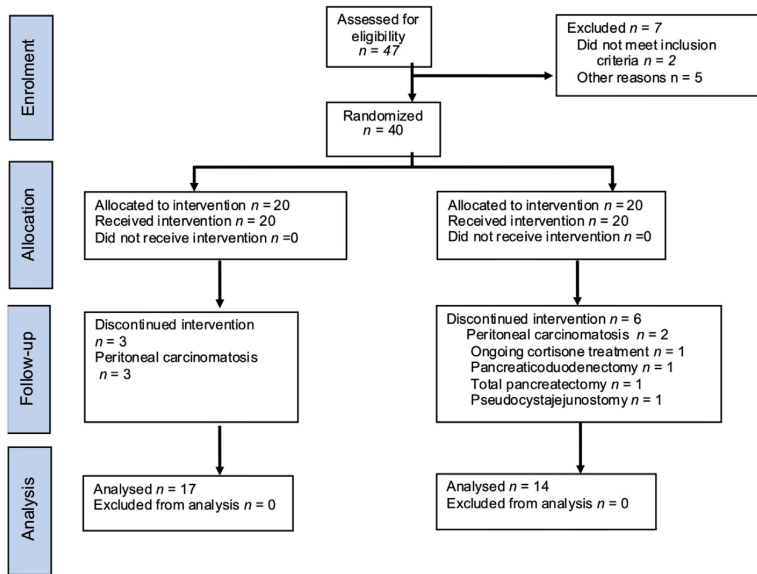 Enrolment
Assessed for
eligibility
n = 47
Excluded n = 7
Did not meet inclusion
criteria n = 2
Other reasons n = 5
Randomized
n = 40
Allocation
Allocated to intervention n = 20
Received intervention n = 20
Did not receive intervention n =0
Allocated to intervention n = 20
Received intervention n = 20
Did not receive intervention n =0
Follow-up
Discontinued intervention
n = 3
Peritoneal carcinomatosis
n = 3
Discontinued intervention n = 6
Peritoneal carcinomatosis n = 2
Ongoing cortisone treatment n = 1
Pancreaticoduodenectomy n = 1
Total pancreatectomy n = 1
Pseudocystajejunostomy n = 1
Analysis
Analysed n = 17
Excluded from analysis n = 0
Analysed n = 14
Excluded from analysis n = 0